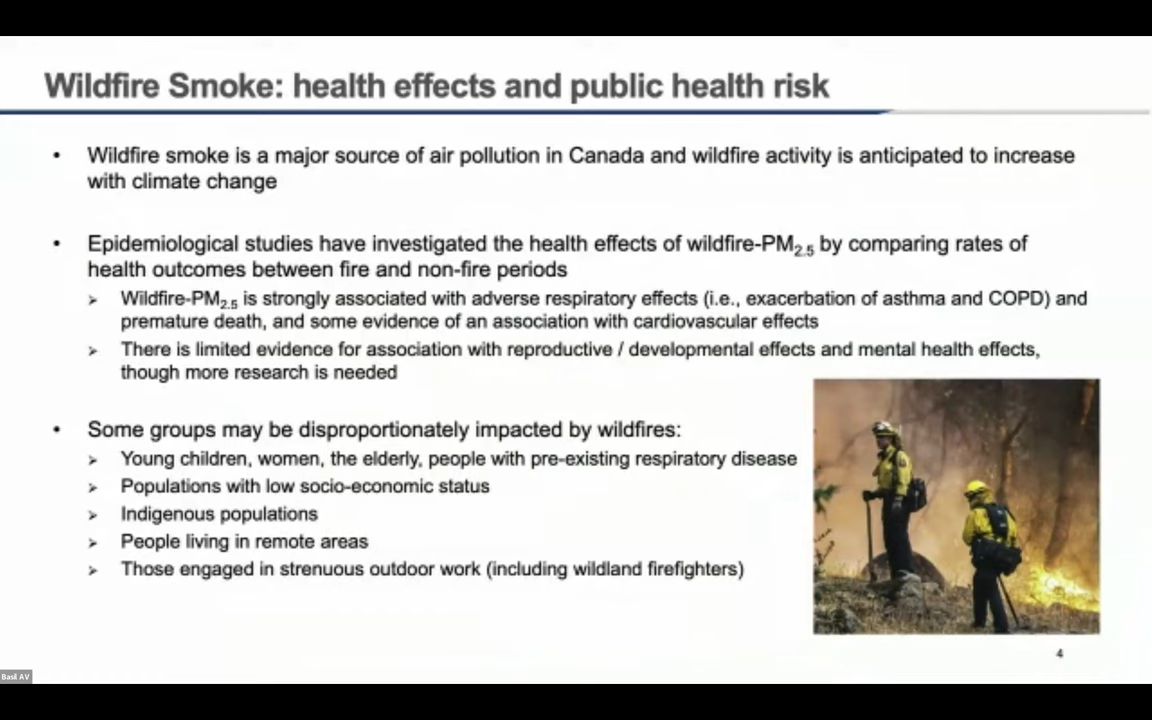 Wildfire Smoke: health effects and public health risk
• Wildfire smoke is a major source of air pollution in Canada and wildfire activity is anticipated to increase
with climate change
• Epidemiological studies have investigated the health effects of wildfire-PM2.5 by comparing rates of
health outcomes between fire and non-fire periods
➢ Wildfire-PM2.5 is strongly associated with adverse respiratory effects (i.e., exacerbation of asthma and COPD) and
premature death, and some evidence of an association with cardiovascular effects
➢ There is limited evidence for association with reproductive / developmental effects and mental health effects,
though more research is needed
• Some groups may be disproportionately impacted by wildfires:
➢ Young children, women, the elderly, people with pre-existing respiratory disease
➢ Populations with low socio-economic status
➢ Indigenous populations
➢ People living in remote areas
➢ Those engaged in strenuous outdoor work (including wildland firefighters)
4
Basil AV